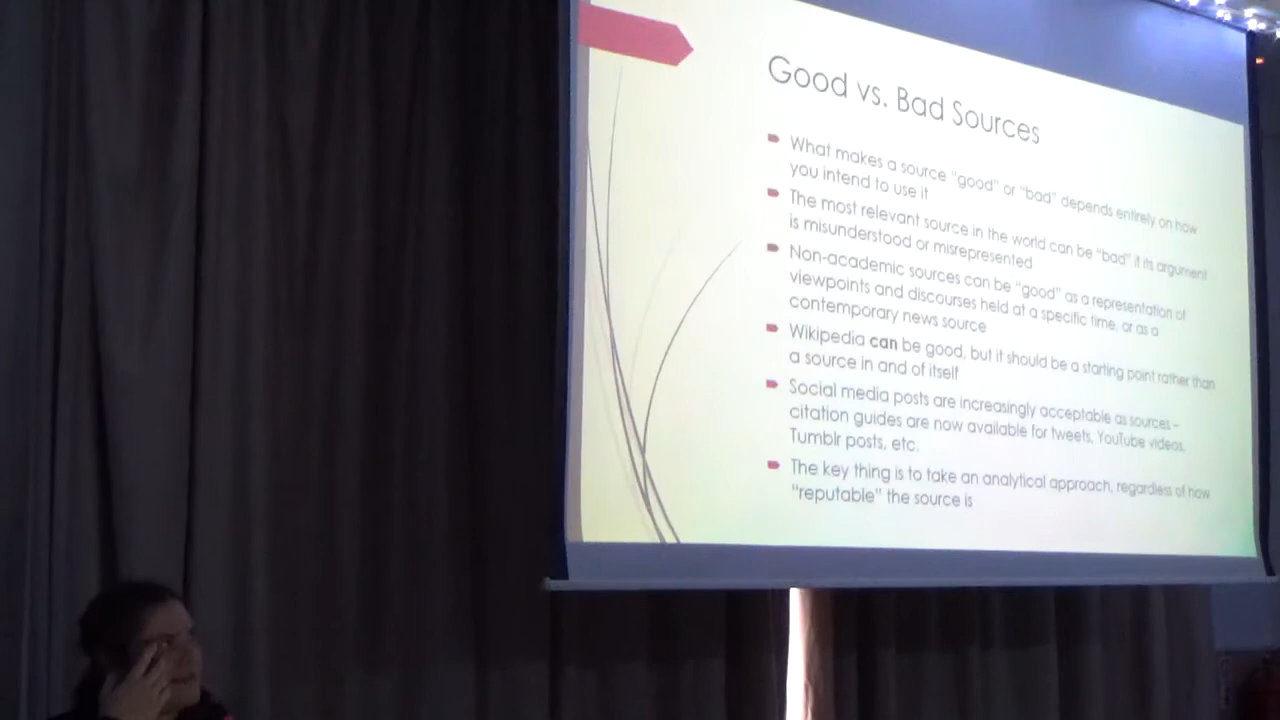 Good vs. Bad Sources
What makes a source "good" or "bad" depends entirely on how
you intend to use it
The most relevant source in the world can be "bad" if its argument
is misunderstood or misrepresented
Non-academic sources can be "good" as a representation of
viewpoints and discourses held at a specific time, or as a
contemporary news source
Wikipedia can be good, but it should be a starting point rather than
a source in and of itself
Social media posts are increasingly acceptable as sources –
citation guides are now available for tweets, YouTube videos,
Tumblr posts, etc.
The key thing is to take an analytical approach, regardless of how
"reputable" the source is